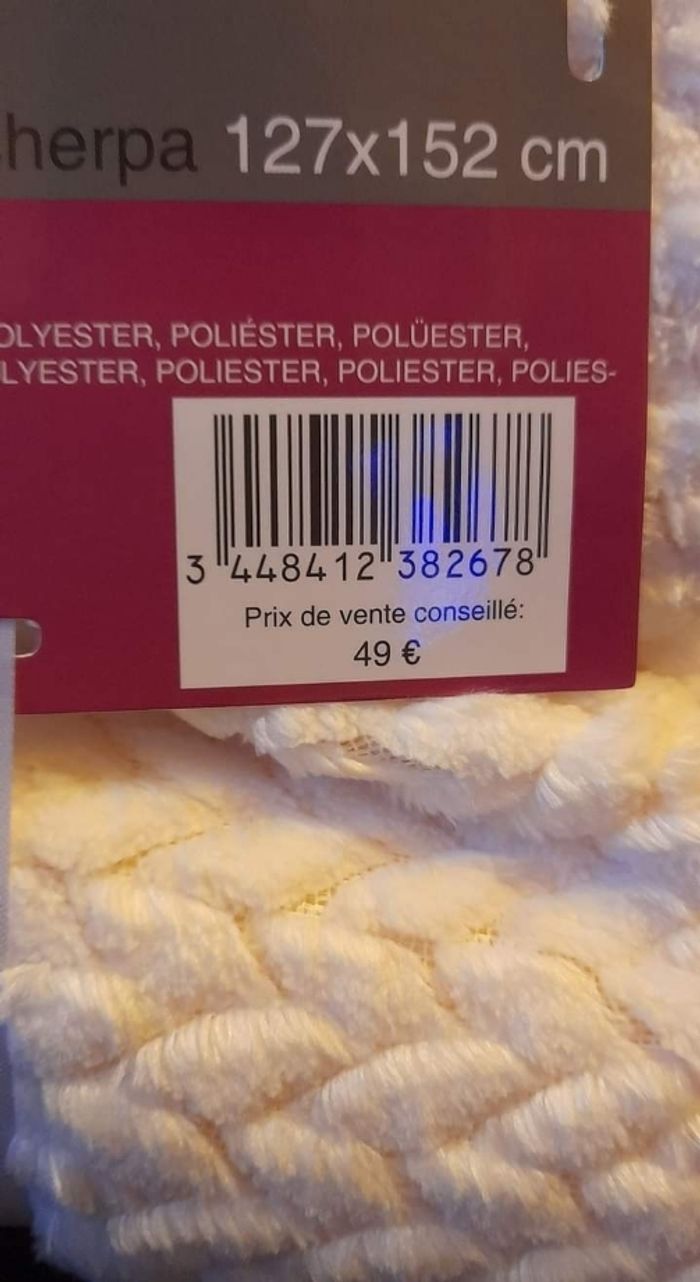 herpa 127x152 cm
OLYESTER, POLIÉSTER, POLÜESTER,
LYESTER, POLIESTER, POLIESTER, POLIES-
3 448412 382678
Prix de vente conseillé:
49 €